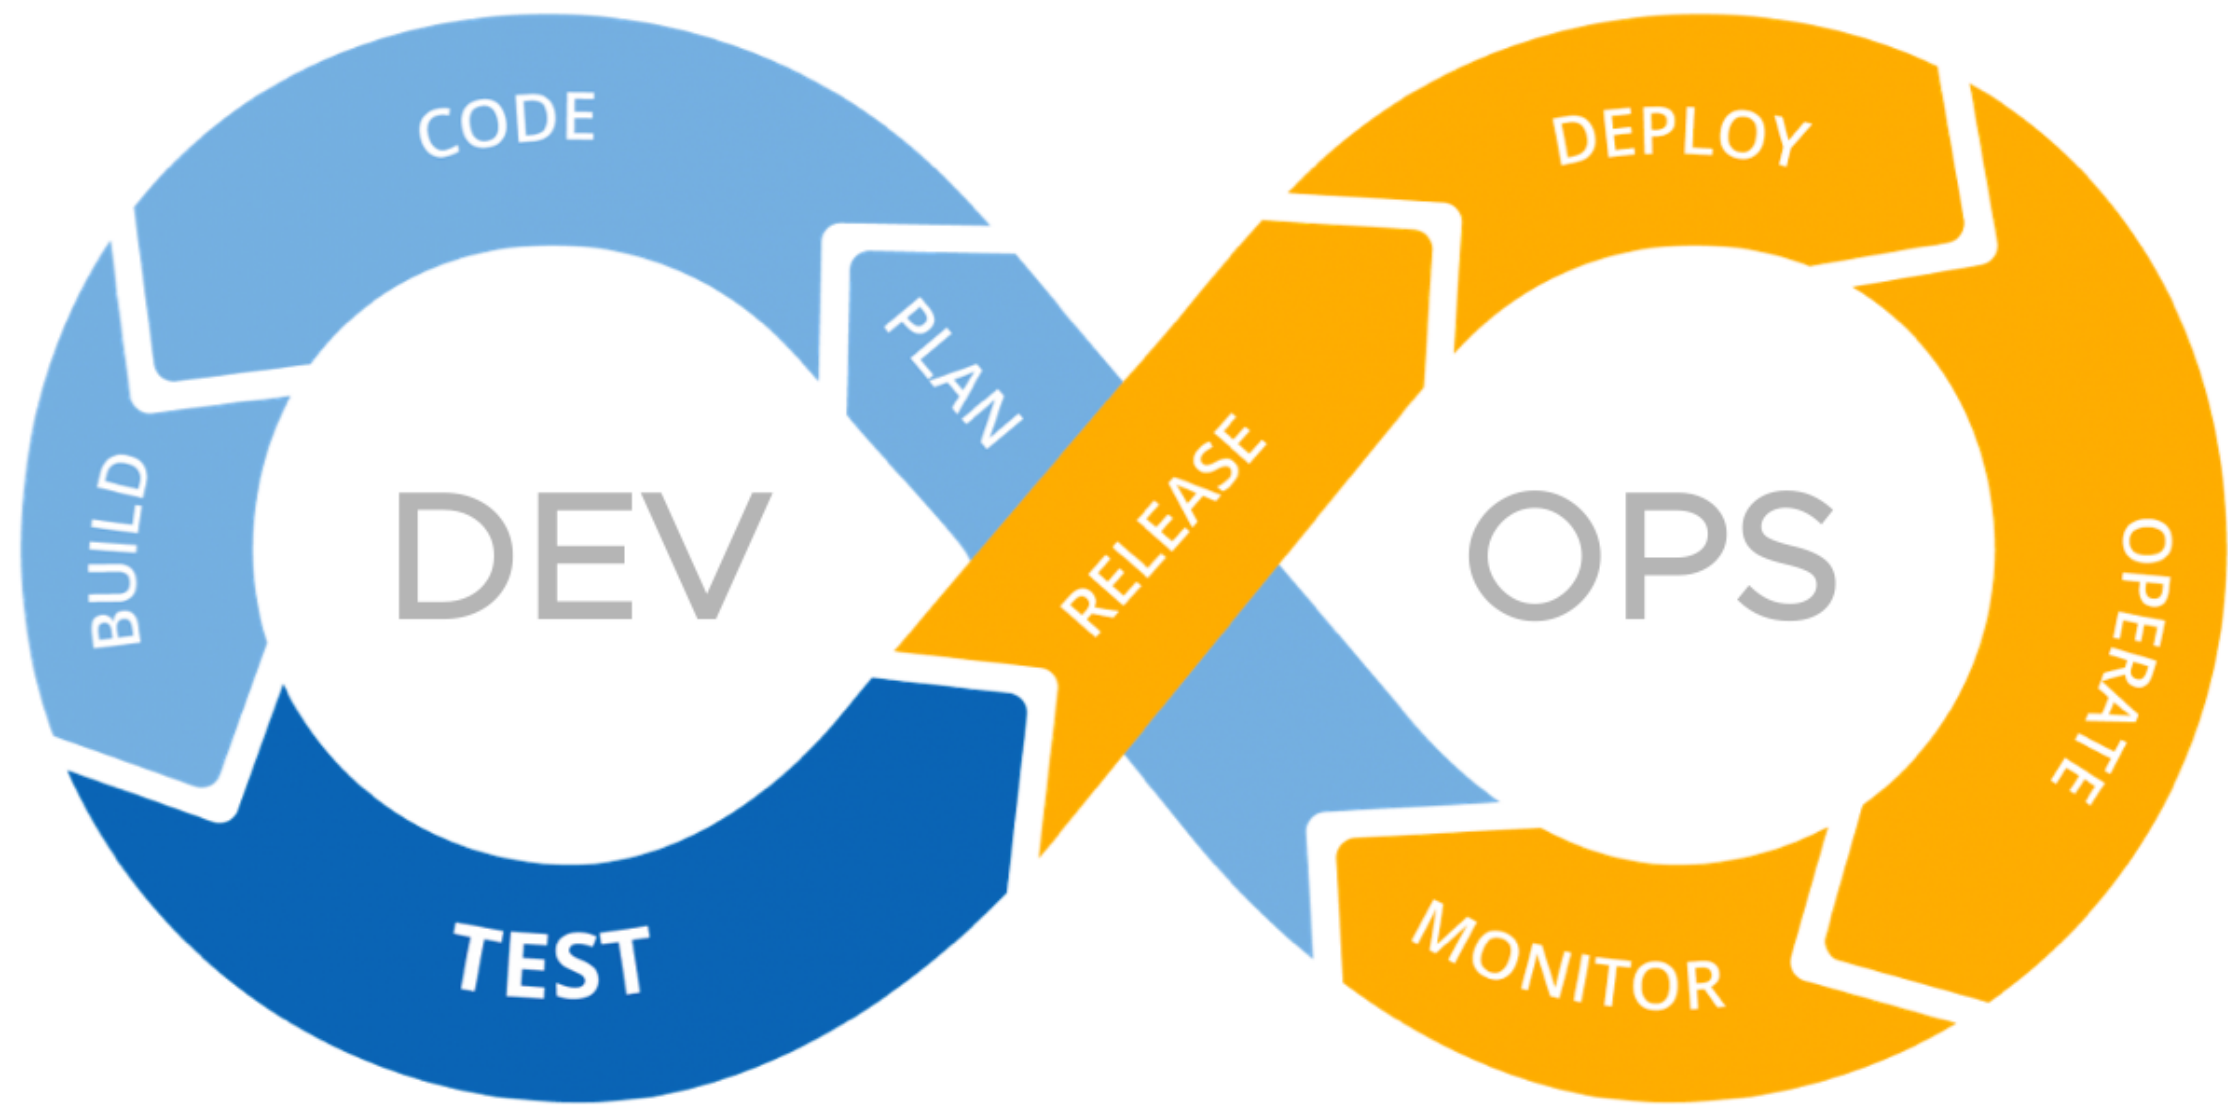 CODE
DEPLOY
PLAN
RELEASE
BUILD
DEV
OPS
OPERATE
TEST
MONITOR